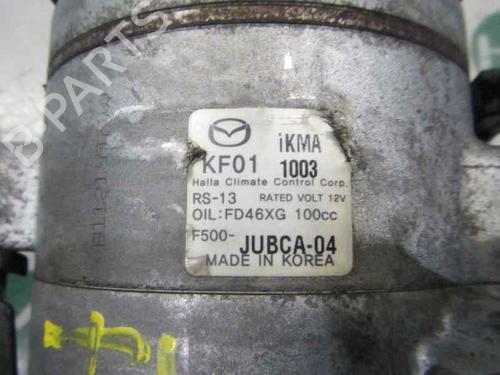 iKMA
KF01 1003
Halla Climate Control Corp.
RS-13 RATED VOLT 12V
OIL:FD46XG 100cc
F500-JUBCA-04
MADE IN KOREA